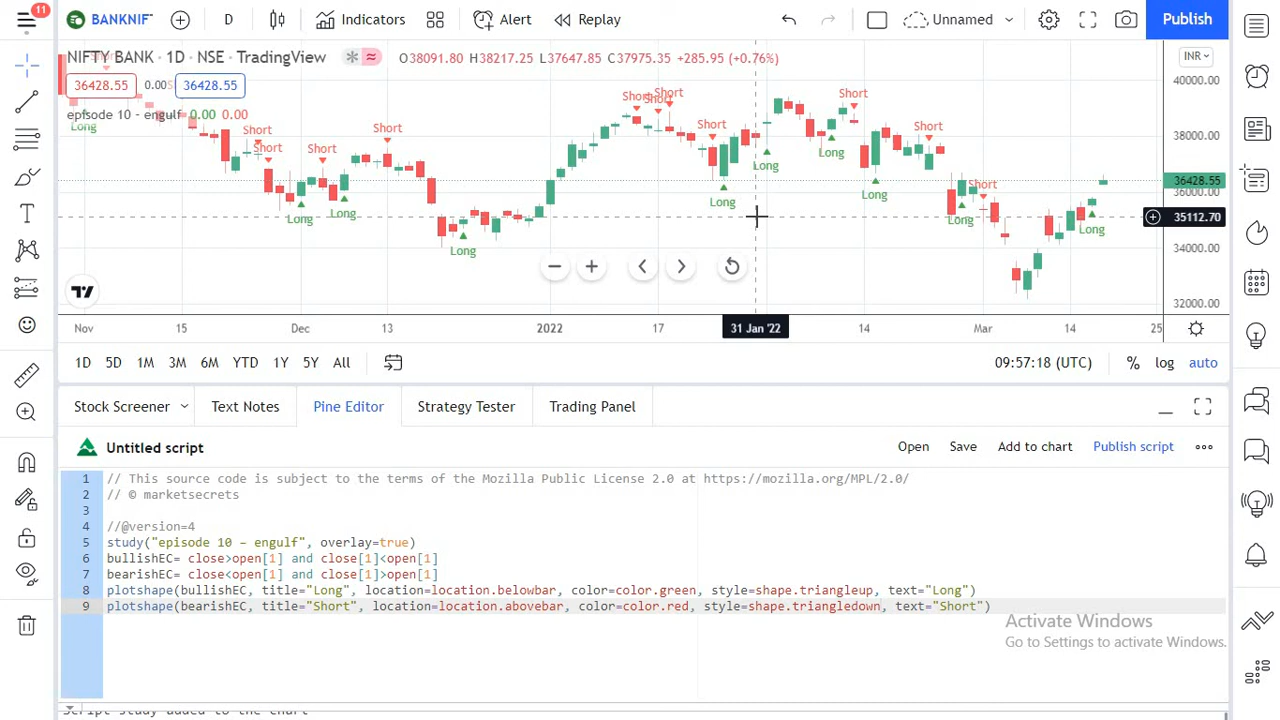 11
BANKNIF
D
Indicators
Alert
Replay
Unnamed
Publish
NIFTY BANK · 1D · NSE · TradingView
O38091.80 H38217.25 L37647.85 C37975.35 +285.95 (+0.76%)
INR
36428.55
0.00
36428.55
episode 10 - engulf 0.00 0.00
40000.00
38000.00
36428.55
36000.00
35112.70
34000.00
32000.00
Long
Short
Short
Short
Short
Short
Short
Short
Short
Short
Short
Short
Long
Long
Long
Long
Long
Long
Long
Long
Long
Nov
15
Dec
13
2022
17
31 Jan '22
14
Mar
14
25
1D
5D
1M
3M
6M
YTD
1Y
5Y
All
09:57:18 (UTC)
%
log
auto
Stock Screener
Text Notes
Pine Editor
Strategy Tester
Trading Panel
Untitled script
Open
Save
Add to chart
Publish script
1 // This source code is subject to the terms of the Mozilla Public License 2.0 at https://mozilla.org/MPL/2.0/
2 // © marketsecrets
3
4 //@version=4
5 study("episode 10 – engulf", overlay=true)
6 bullishEC= close>open[1] and close[1]<open[1]
7 bearishEC= close<open[1] and close[1]>open[1]
8 plotshape(bullishEC, title="Long", location=location.belowbar, color=color.green, style=shape.triangleup, text="Long")
9 plotshape(bearishEC, title="Short", location=location.abovebar, color=color.red, style=shape.triangledown, text="Short")
Activate Windows
Go to Settings to activate Windows.
Script study added to the chart